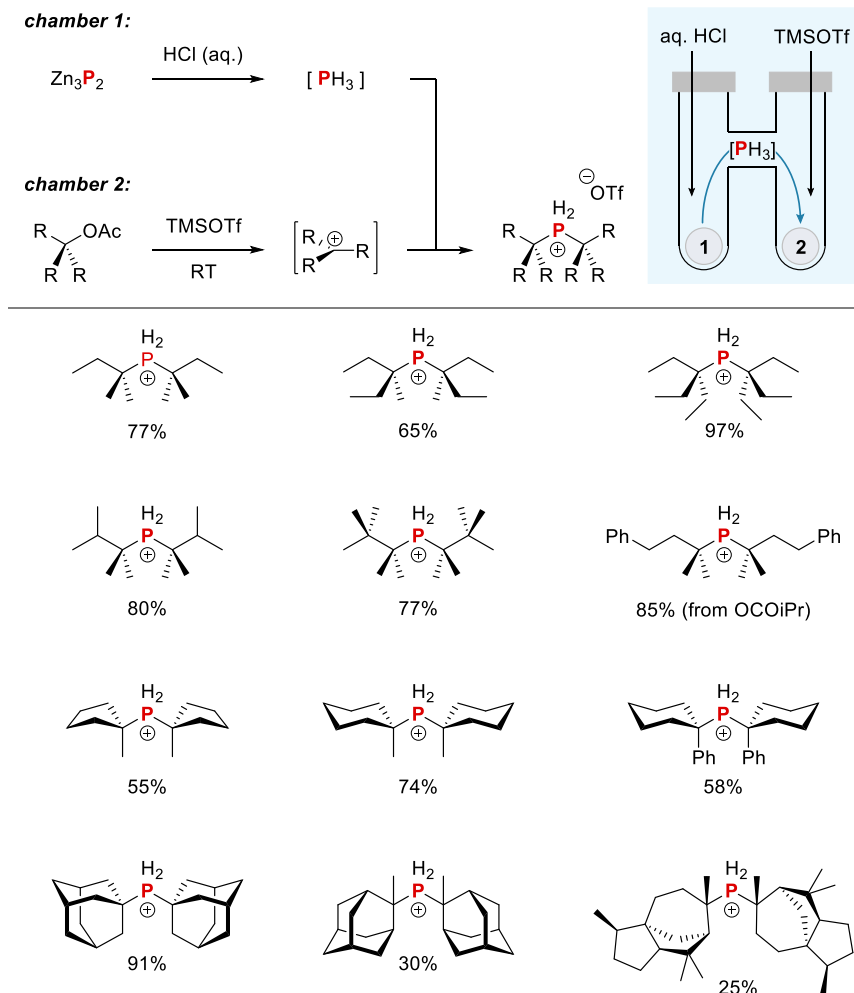 chamber 1:
HCl (aq.)
Zn3P2
[ PH3 ]
chamber 2:
R
OAc
R
R
TMSOTf
RT
R
R
R
+
H2
P
+
−
OTf
R
R
R
R
R
R
aq. HCl
TMSOTf
[PH3]
1
2
H2
P
+
77%
H2
P
+
65%
H2
P
+
97%
H2
P
+
80%
H2
P
+
77%
Ph
H2
P
+
Ph
85% (from OCOiPr)
H2
P
+
55%
H2
P
+
74%
H2
P
+
Ph
Ph
58%
H2
P
+
91%
H2
P
+
30%
H2
P
+
25%